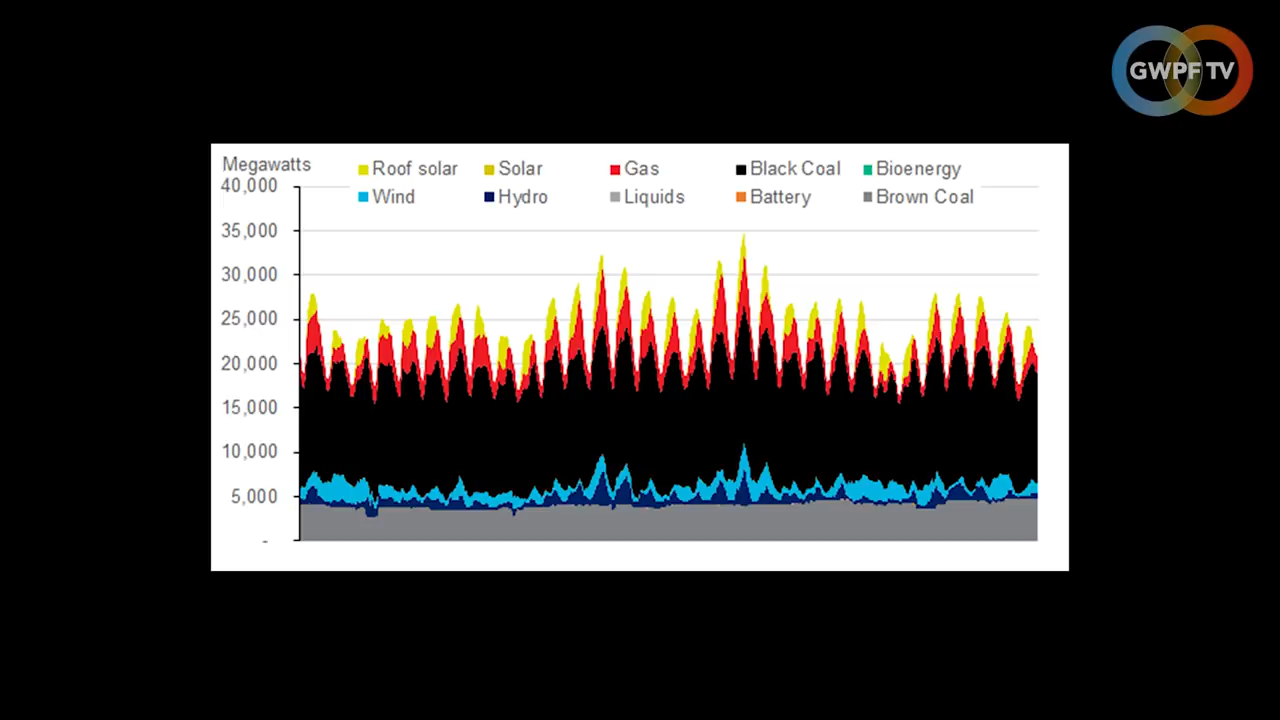 GWPF TV
Megawatts
Roof solar Solar Gas Black Coal Bioenergy
40,000
Wind Hydro Liquids Battery Brown Coal
35,000
30,000
25,000
20,000
15,000
10,000
5,000
-